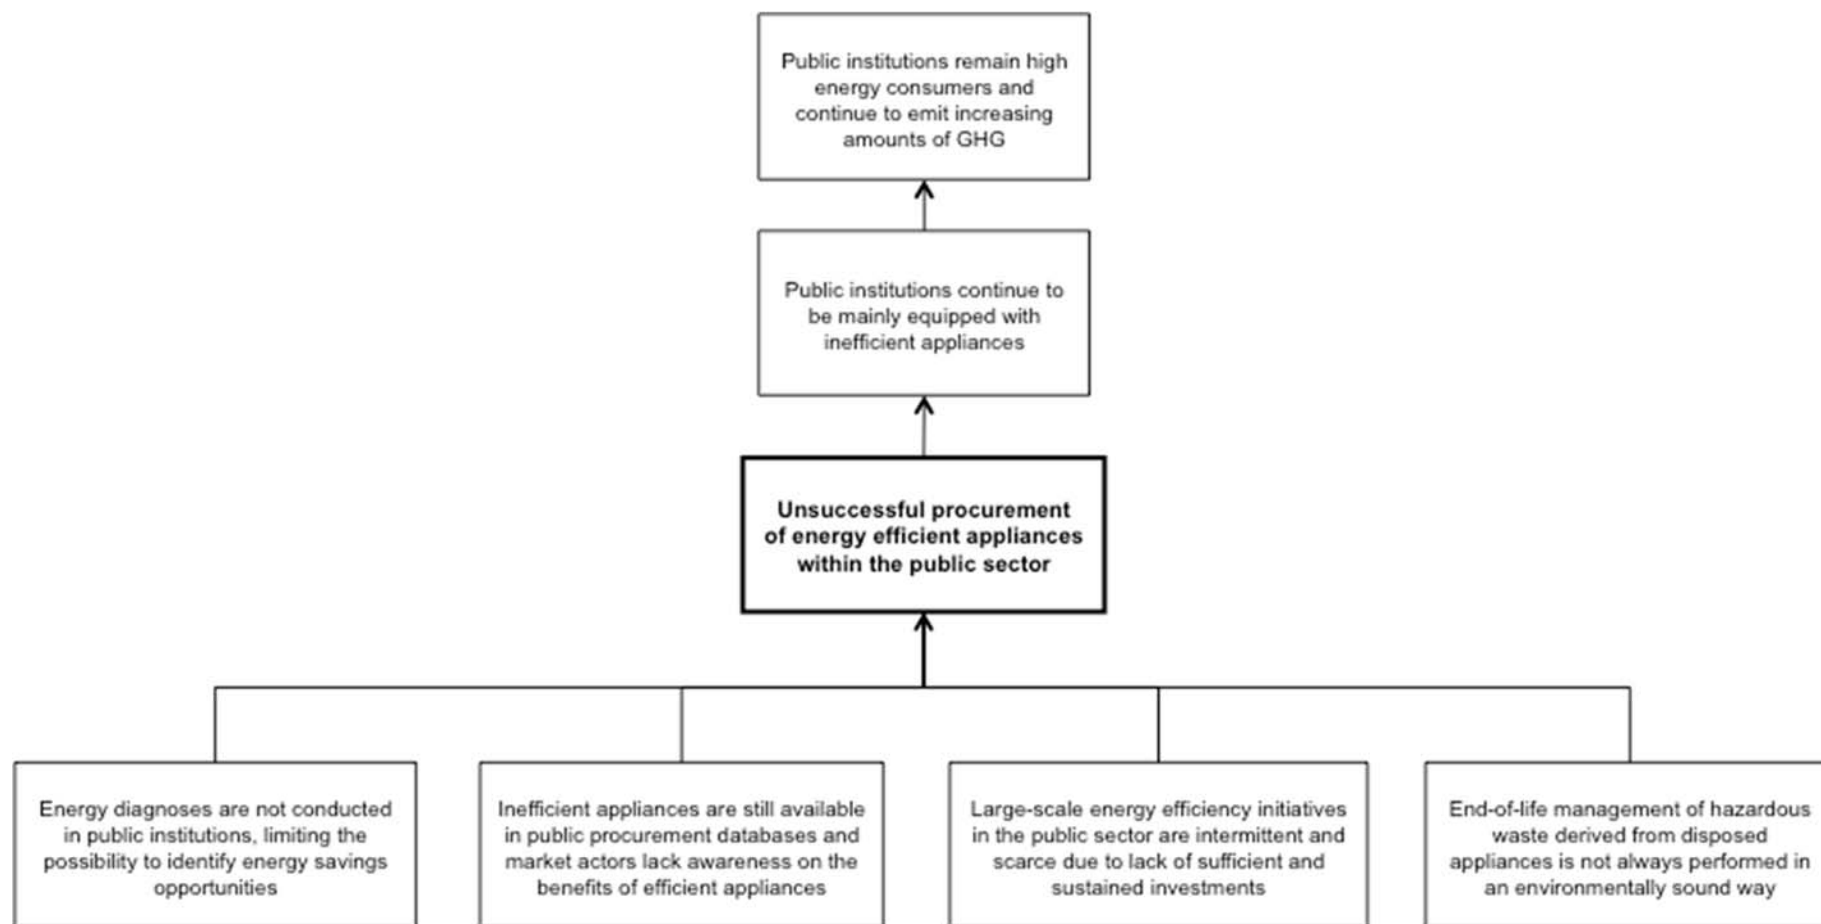 Public institutions remain high
energy consumers and
continue to emit increasing
amounts of GHG
Public institutions continue to
be mainly equipped with
inefficient appliances
Unsuccessful procurement
of energy efficient appliances
within the public sector
Energy diagnoses are not conducted
in public institutions, limiting the
possibility to identify energy savings
opportunities
Inefficient appliances are still available
in public procurement databases and
market actors lack awareness on the
benefits of efficient appliances
Large-scale energy efficiency initiatives
in the public sector are intermittent and
scarce due to lack of sufficient and
sustained investments
End-of-life management of hazardous
waste derived from disposed
appliances is not always performed in
an environmentally sound way